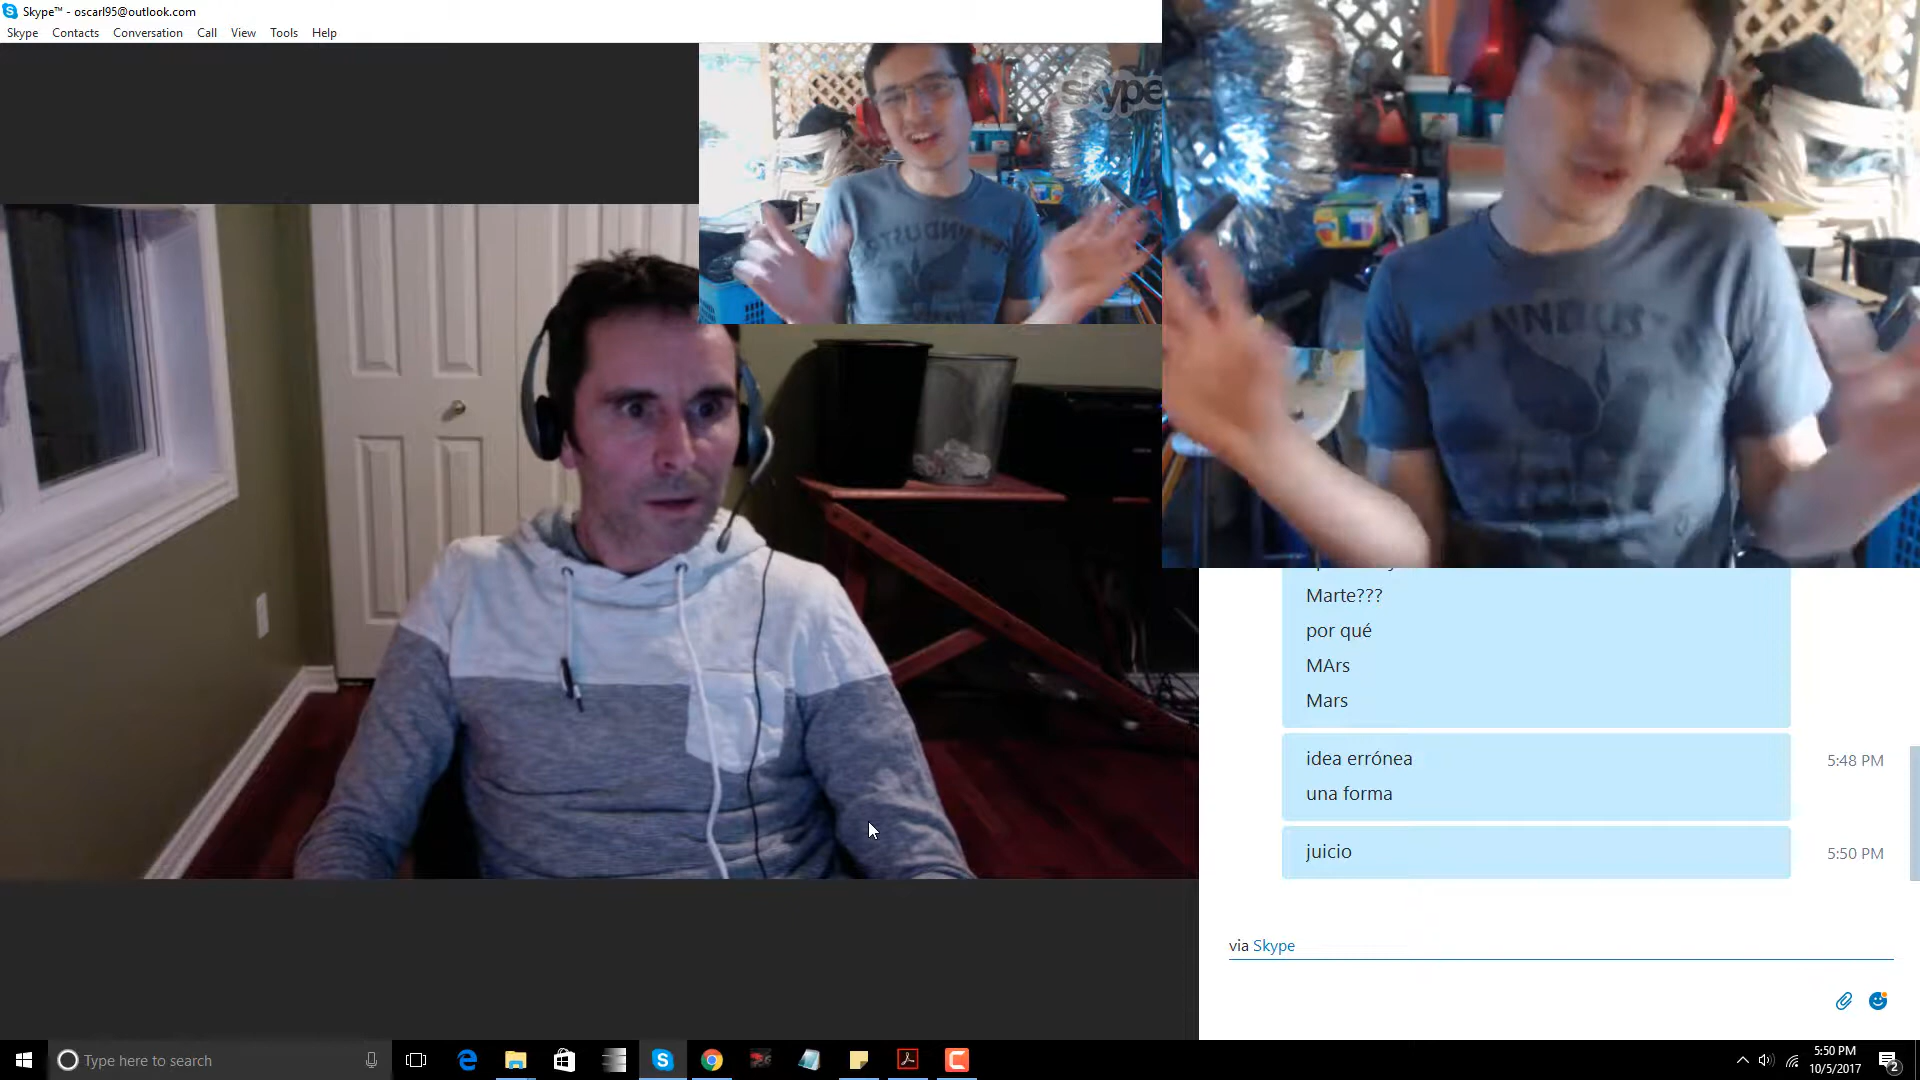 Skype™ - oscarl95@outlook.com
Skype Contacts Conversation Call View Tools Help
skype
Marte???
por qué
MArs
Mars
idea errónea
5:48 PM
una forma
juicio
5:50 PM
via Skype
Type here to search
5:50 PM
10/5/2017
2